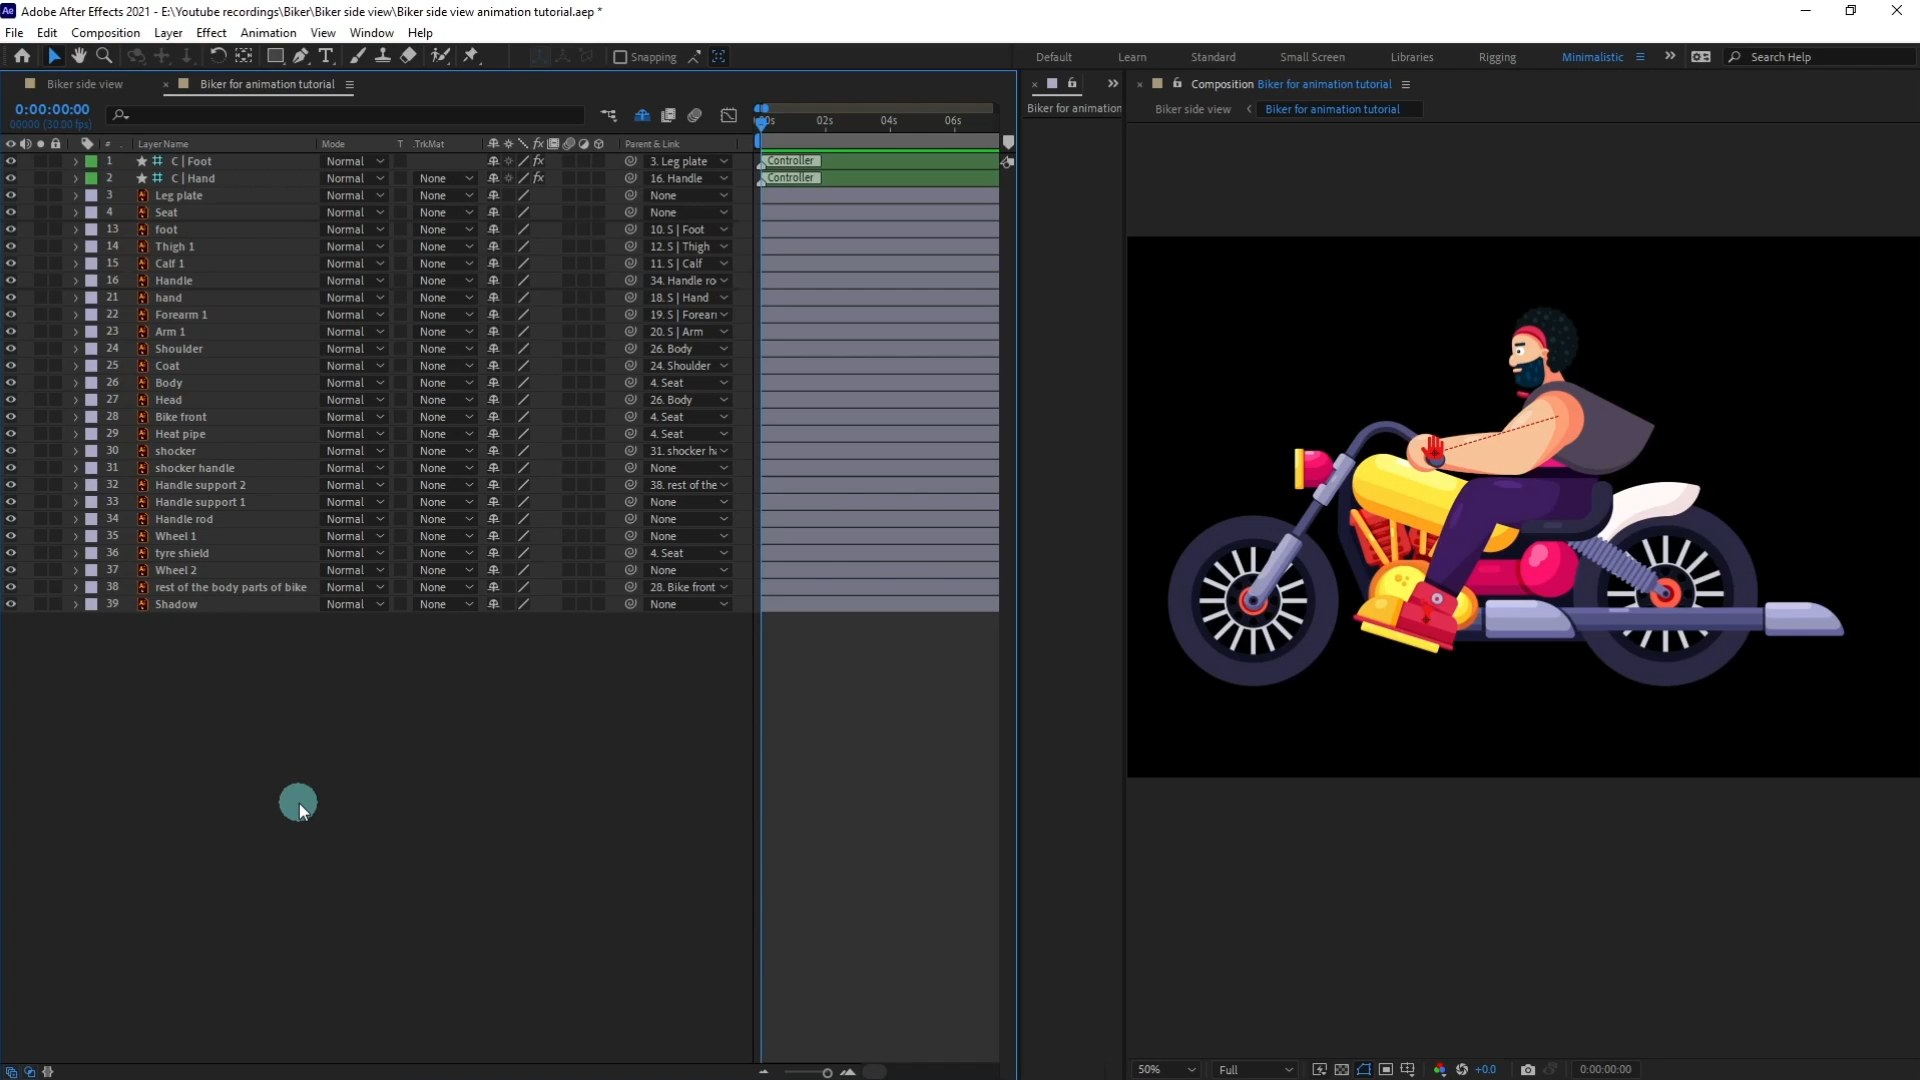 Adobe After Effects 2021 - E:\Youtube recordings\Biker\Biker side view\Biker side view animation tutorial.aep *
File Edit Composition Layer Effect Animation View Window Help
Snapping Default Learn Standard Small Screen Libraries Rigging Minimalistic Search Help
Biker side view Biker for animation tutorial Composition Biker for animation tutorial
0:00:00:00 Biker for animation Biker side view Biker for animation tutorial
00000 (30.00 fps) 02s 04s 06s
# Layer Name Mode T .TrkMat fx Parent & Link
1 C | Foot Normal fx 3. Leg plate Controller
2 C | Hand Normal None fx 16. Handle Controller
3 Leg plate Normal None None
4 Seat Normal None None
13 foot Normal None 10. S | Foot
14 Thigh 1 Normal None 12. S | Thigh
15 Calf 1 Normal None 11. S | Calf
16 Handle Normal None 34. Handle ro
21 hand Normal None 18. S | Hand
22 Forearm 1 Normal None 19. S | Forearı
23 Arm 1 Normal None 20. S | Arm
24 Shoulder Normal None 26. Body
25 Coat Normal None 24. Shoulder
26 Body Normal None 4. Seat
27 Head Normal None 26. Body
28 Bike front Normal None 4. Seat
29 Heat pipe Normal None 4. Seat
30 shocker Normal None 31. shocker ha
31 shocker handle Normal None None
32 Handle support 2 Normal None 38. rest of the
33 Handle support 1 Normal None None
34 Handle rod Normal None None
35 Wheel 1 Normal None None
36 tyre shield Normal None 4. Seat
37 Wheel 2 Normal None None
38 rest of the body parts of bike Normal None 28. Bike front
39 Shadow Normal None None
50% Full +0.0 0:00:00:00